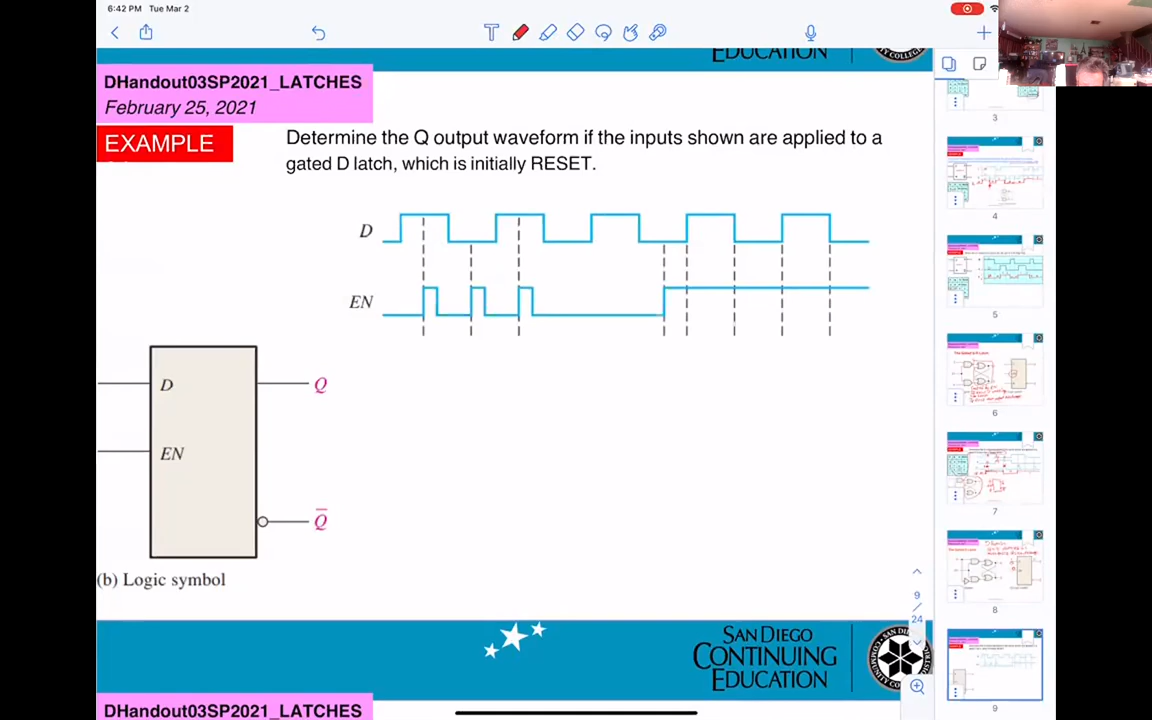 6:42 PM Tue Mar 2
EDUCATION
DHandout03SP2021_LATCHES
February 25, 2021
EXAMPLE
Determine the Q output waveform if the inputs shown are applied to a
gated D latch, which is initially RESET.
D
EN
D
Q
EN
Q̅
(b) Logic symbol
SAN DIEGO
CONTINUING
EDUCATION
DHandout03SP2021_LATCHES
9
/
24
3
4
5
6
7
8
9